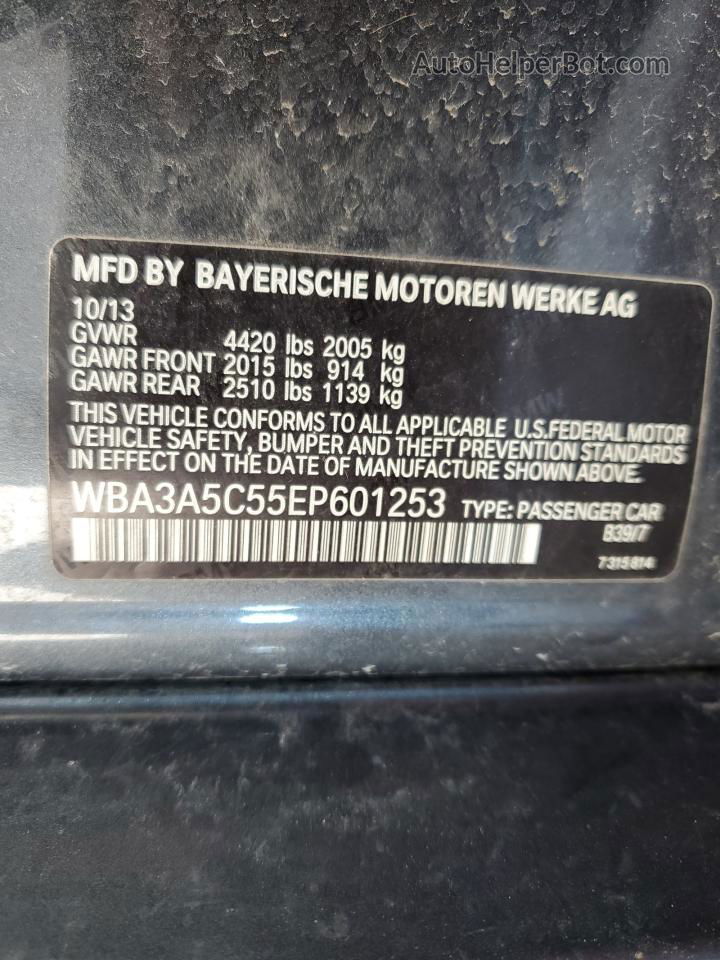 AutoHelperBot.com
MFD BY BAYERISCHE MOTOREN WERKE AG
10/13
GVWR 4420 lbs 2005 kg
GAWR FRONT 2015 lbs 914 kg
GAWR REAR 2510 lbs 1139 kg
THIS VEHICLE CONFORMS TO ALL APPLICABLE U.S.FEDERAL MOTOR
VEHICLE SAFETY, BUMPER AND THEFT PREVENTION STANDARDS
IN EFFECT ON THE DATE OF MANUFACTURE SHOWN ABOVE.
WBA3A5C55EP601253 TYPE: PASSENGER CAR
B39/7
7 315 814